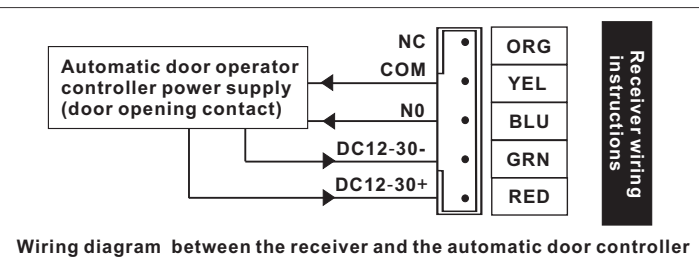 NC
ORG
Automatic door operator
controller power supply
(door opening contact)
COM
YEL
N0
BLU
DC12-30-
GRN
DC12-30+
RED
Receiver wiring
instructions
Wiring diagram between the receiver and the automatic door controller